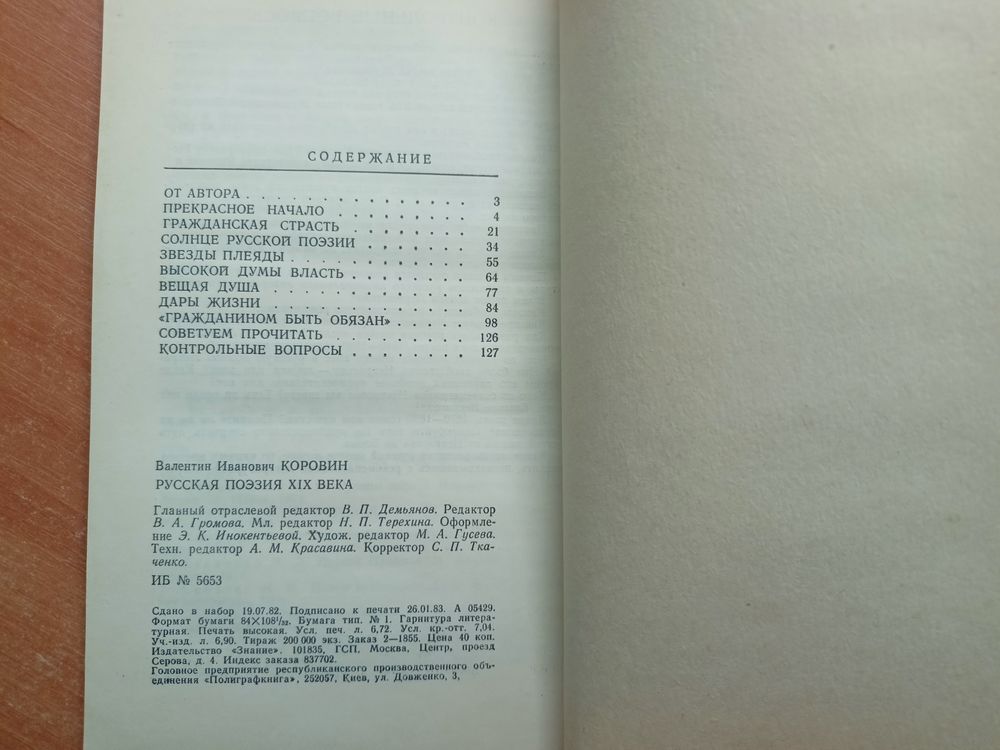 СОДЕРЖАНИЕ
ОТ АВТОРА . . . . . . . . . . . . . . 3
ПРЕКРАСНОЕ НАЧАЛО . . . . . . . . . 4
ГРАЖДАНСКАЯ СТРАСТЬ . . . . . . . . 21
СОЛНЦЕ РУССКОЙ ПОЭЗИИ . . . . . . . 34
ЗВЕЗДЫ ПЛЕЯДЫ . . . . . . . . . . . 55
ВЫСОКОЙ ДУМЫ ВЛАСТЬ . . . . . . . . 64
ВЕЩАЯ ДУША . . . . . . . . . . . . 77
ДАРЫ ЖИЗНИ . . . . . . . . . . . . 84
«ГРАЖДАНИНОМ БЫТЬ ОБЯЗАН» . . . . . 98
СОВЕТУЕМ ПРОЧИТАТЬ . . . . . . . . . 126
КОНТРОЛЬНЫЕ ВОПРОСЫ . . . . . . . . 127
Валентин Иванович КОРОВИН
РУССКАЯ ПОЭЗИЯ XIX ВЕКА
Главный отраслевой редактор В. П. Демьянов. Редактор
В. А. Громова. Мл. редактор Н. П. Терехина. Оформле-
ние Э. К. Инокентьевой. Худож. редактор М. А. Гусева.
Техн. редактор А. М. Красавина. Корректор С. П. Тка-
ченко.
ИБ № 5653
Сдано в набор 19.07.82. Подписано к печати 26.01.83. А 05429.
Формат бумаги 84×108¹/₃₂. Бумага тип. № 1. Гарнитура литера-
турная. Печать высокая. Усл. печ. л. 6,72. Усл. кр.-отт. 7,04.
Уч.-изд. л. 6,90. Тираж 200 000 экз. Заказ 2—1855. Цена 40 коп.
Издательство «Знание». 101835, ГСП, Москва, Центр, проезд
Серова, д. 4. Индекс заказа 837702.
Головное предприятие республиканского производственного объ-
единения «Полиграфкнига», 252057, Киев, ул. Довженко, 3,